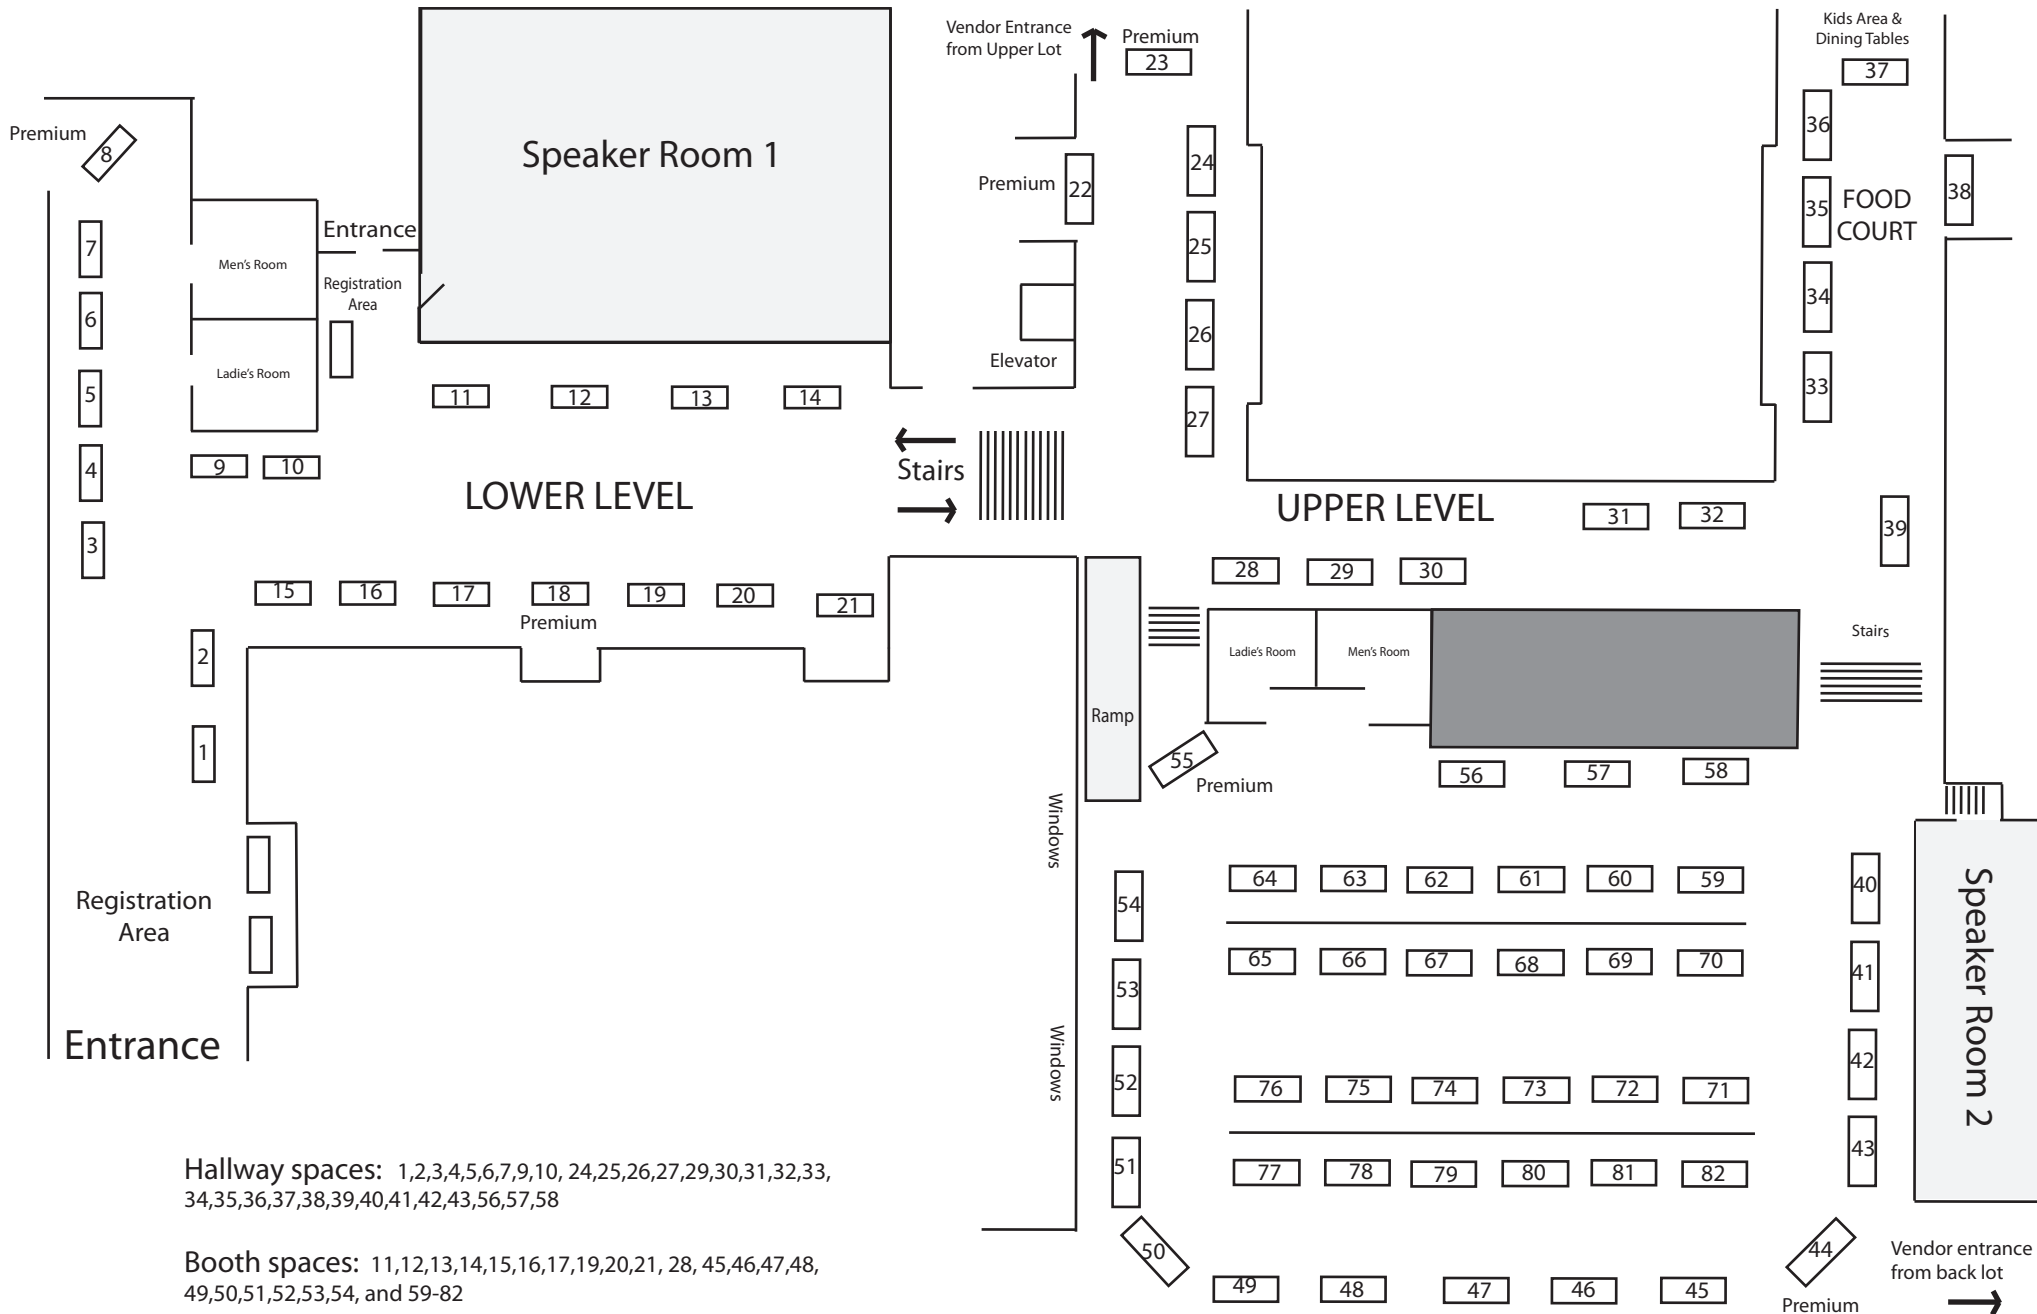 Vendor Entrance
from Upper Lot
Premium
23
Kids Area &
Dining Tables
37
Premium
8
Speaker Room 1
Premium
22
24
25
26
27
36
35
34
33
FOOD
COURT
38
7
6
5
4
3
Men's Room
Ladie's Room
Entrance
Registration
Area
Elevator
11
12
13
14
9
10
LOWER LEVEL
Stairs
UPPER LEVEL
31
32
39
28
29
30
15
16
17
18
19
20
21
Premium
2
1
Ramp
Ladie's Room
Men's Room
Stairs
55
Premium
56
57
58
Windows
Windows
Registration
Area
Entrance
54
53
52
51
64
63
62
61
60
59
65
66
67
68
69
70
76
75
74
73
72
71
77
78
79
80
81
82
40
41
42
43
Speaker Room 2
50
49
48
47
46
45
44
Premium
Vendor entrance
from back lot
Hallway spaces: 1,2,3,4,5,6,7,9,10, 24,25,26,27,29,30,31,32,33,
34,35,36,37,38,39,40,41,42,43,56,57,58
Booth spaces: 11,12,13,14,15,16,17,19,20,21, 28, 45,46,47,48,
49,50,51,52,53,54, and 59-82